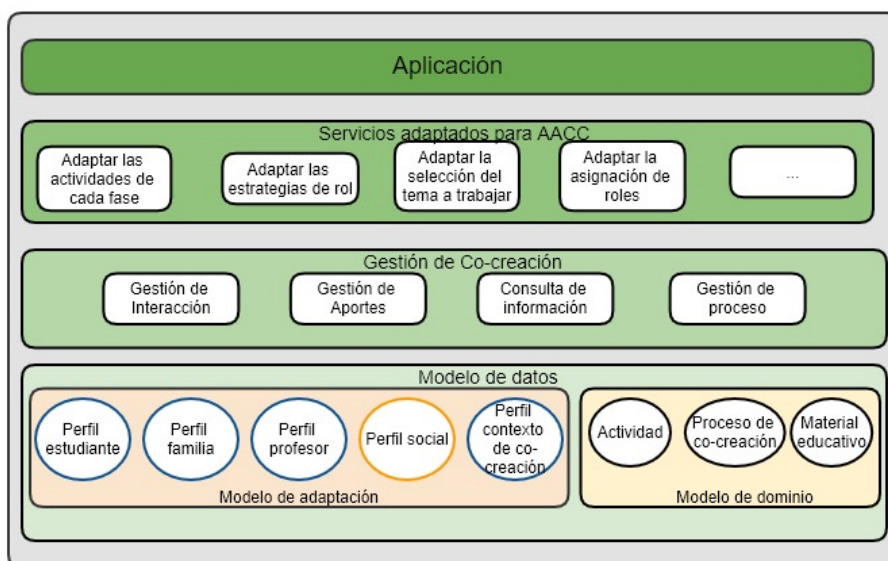 Aplicación
Servicios adaptados para AACC
Adaptar las
actividades de
cada fase
Adaptar las
estrategias de rol
Adaptar la
selección del
tema a trabajar
Adaptar la
asignación de
roles
...
Gestión de Co-creación
Gestión de
Interacción
Gestión de
Aportes
Consulta de
información
Gestión de
proceso
Modelo de datos
Perfil
estudiante
Perfil
familia
Perfil
profesor
Perfil social
Perfil
contexto
de co-
creación
Modelo de adaptación
Actividad
Proceso de
co-creación
Material
educativo
Modelo de dominio